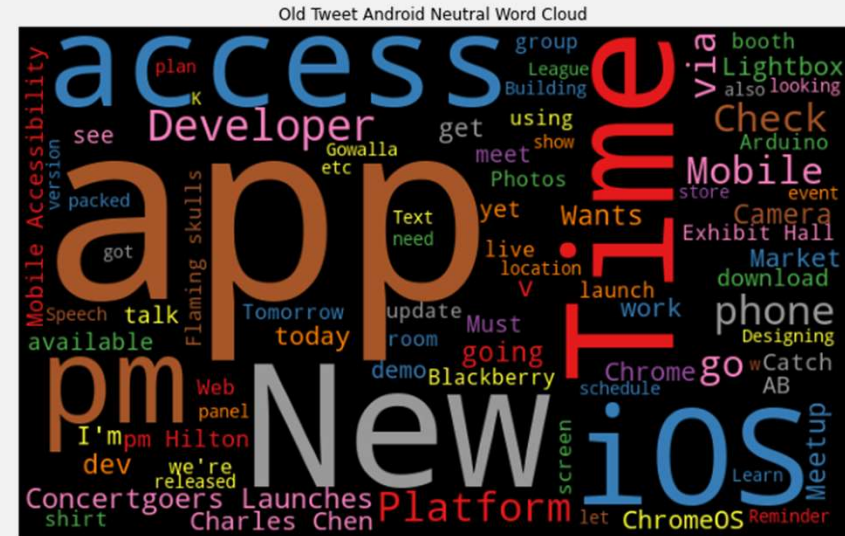 Old Tweet Android Neutral Word Cloud
access
plan
K
group
League
Building
Time
via
booth
Lightbox
also
looking
Mobile Accessibility
see
Developer
get
using
show
Check
Arduino
version
Gowalla
etc
meet
Photos
Mobile
store
event
packed
app
Flaming skulls
Text
need
yet
Wants
Camera
Exhibit Hall
got
live
location
V
launch
Market
download
Speech
talk
Tomorrow
update
Must
work
phone
available
today
room
going
Designing
pm
Web
panel
New
demo
Blackberry
Chrome
schedule
go
w
Catch
AB
I'm
pm Hilton
iOS
Meetup
dev
we're
released
screen
Learn
Concertgoers Launches
Platform
shirt
Charles Chen
let
ChromeOS
Reminder